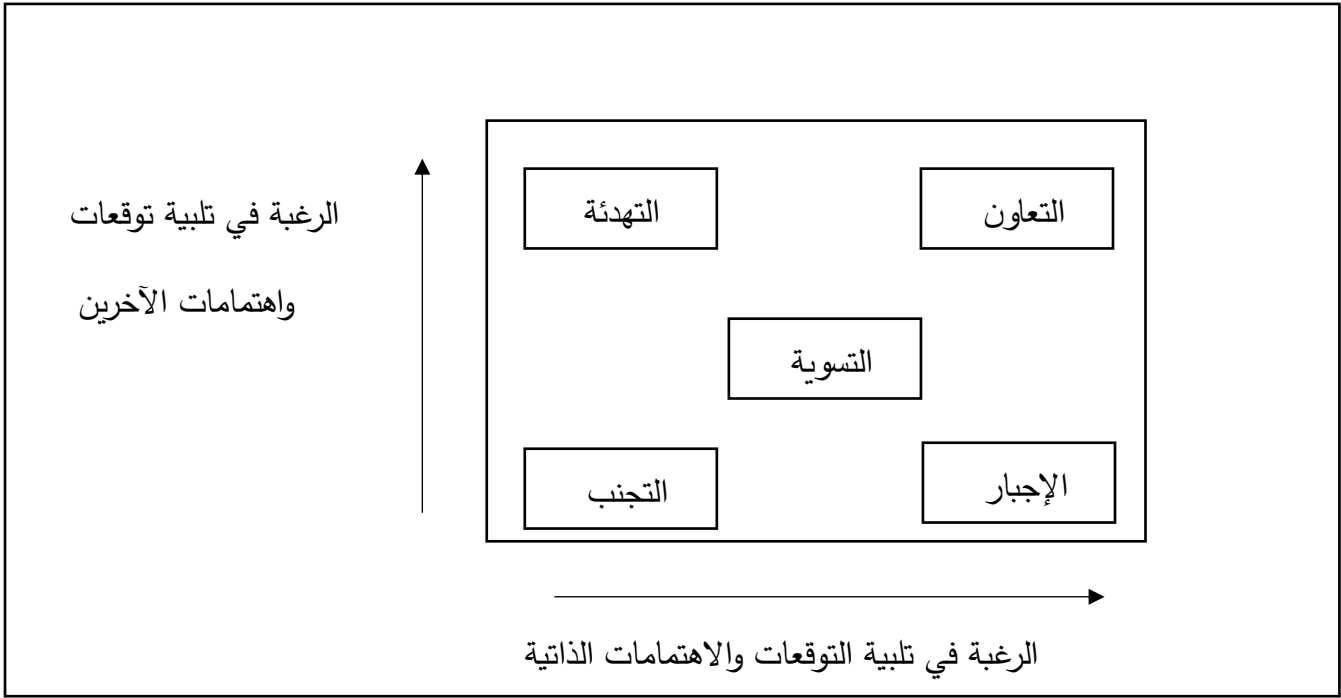 التعاون
التهدئة
الرغبة في تلبية توقعات
واهتمامات الآخرين
التسوية
الإجبار
التجنب
الرغبة في تلبية التوقعات والاهتمامات الذاتية